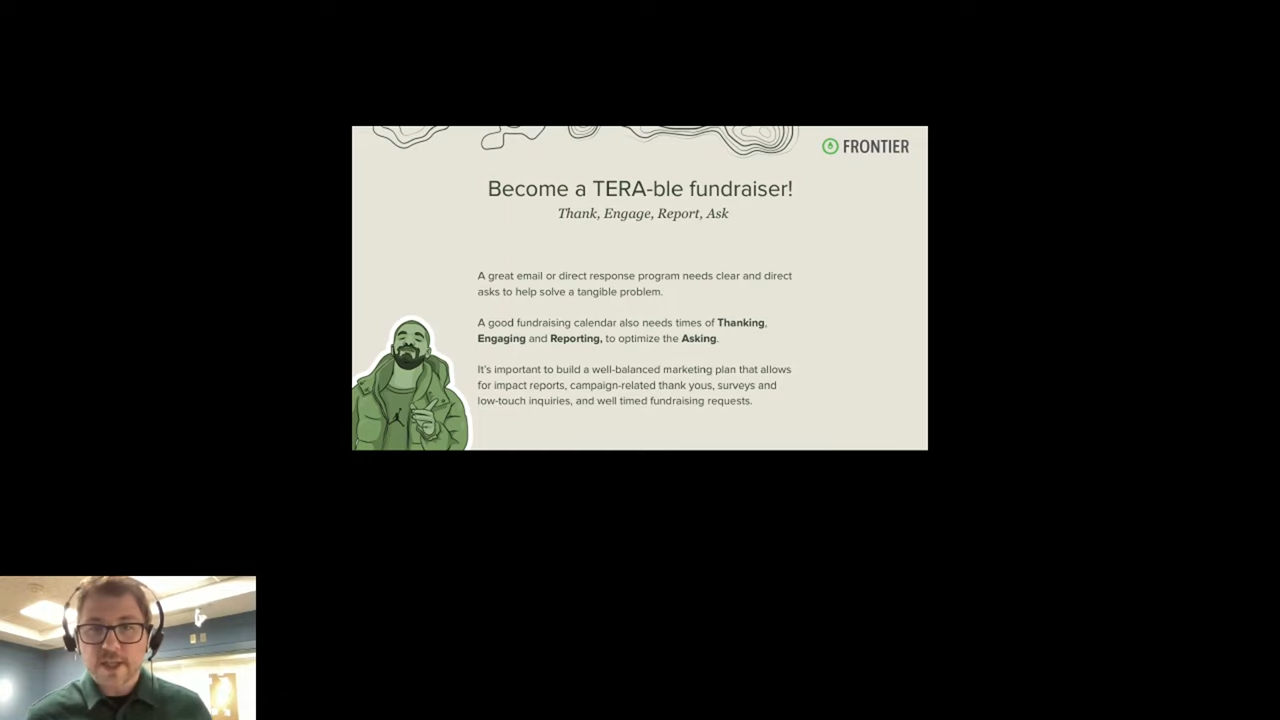 FRONTIER
Become a TERA-ble fundraiser!
Thank, Engage, Report, Ask
A great email or direct response program needs clear and direct
asks to help solve a tangible problem.
A good fundraising calendar also needs times of Thanking,
Engaging and Reporting, to optimize the Asking.
It's important to build a well-balanced marketing plan that allows
for impact reports, campaign-related thank yous, surveys and
low-touch inquiries, and well timed fundraising requests.